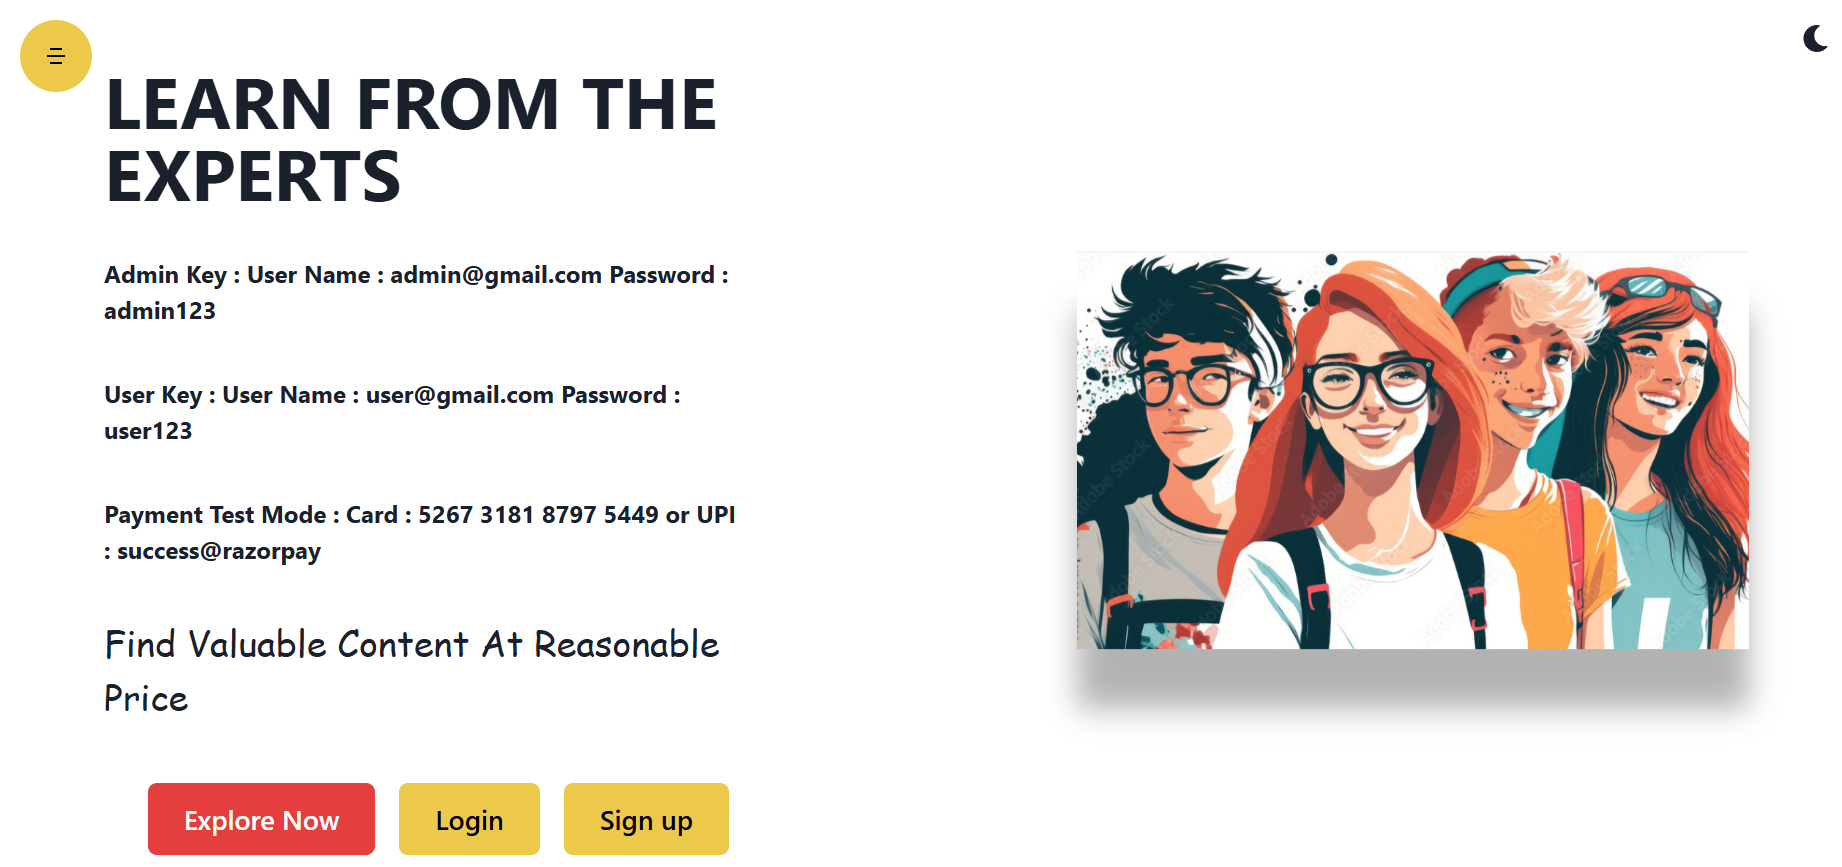 LEARN FROM THE
EXPERTS
Admin Key : User Name : admin@gmail.com Password :
admin123
User Key : User Name : user@gmail.com Password :
user123
Payment Test Mode : Card : 5267 3181 8797 5449 or UPI
: success@razorpay
Find Valuable Content At Reasonable
Price
Explore Now
Login
Sign up